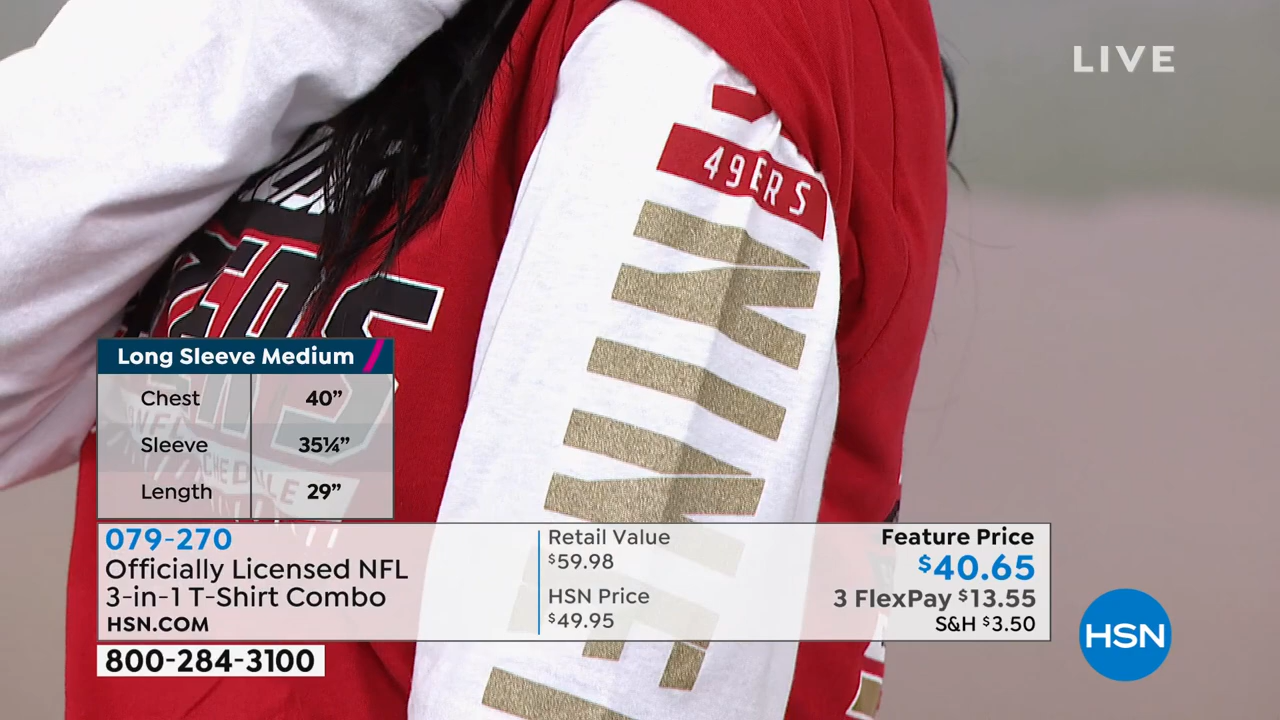 LIVE
49ERS
NINE
Long Sleeve Medium
Chest 40”
Sleeve 35¼”
Length 29”
079-270
Officially Licensed NFL
3-in-1 T-Shirt Combo
HSN.COM
Retail Value
$59.98
HSN Price
$49.95
Feature Price
$40.65
3 FlexPay $13.55
S&H $3.50
800-284-3100
HSN